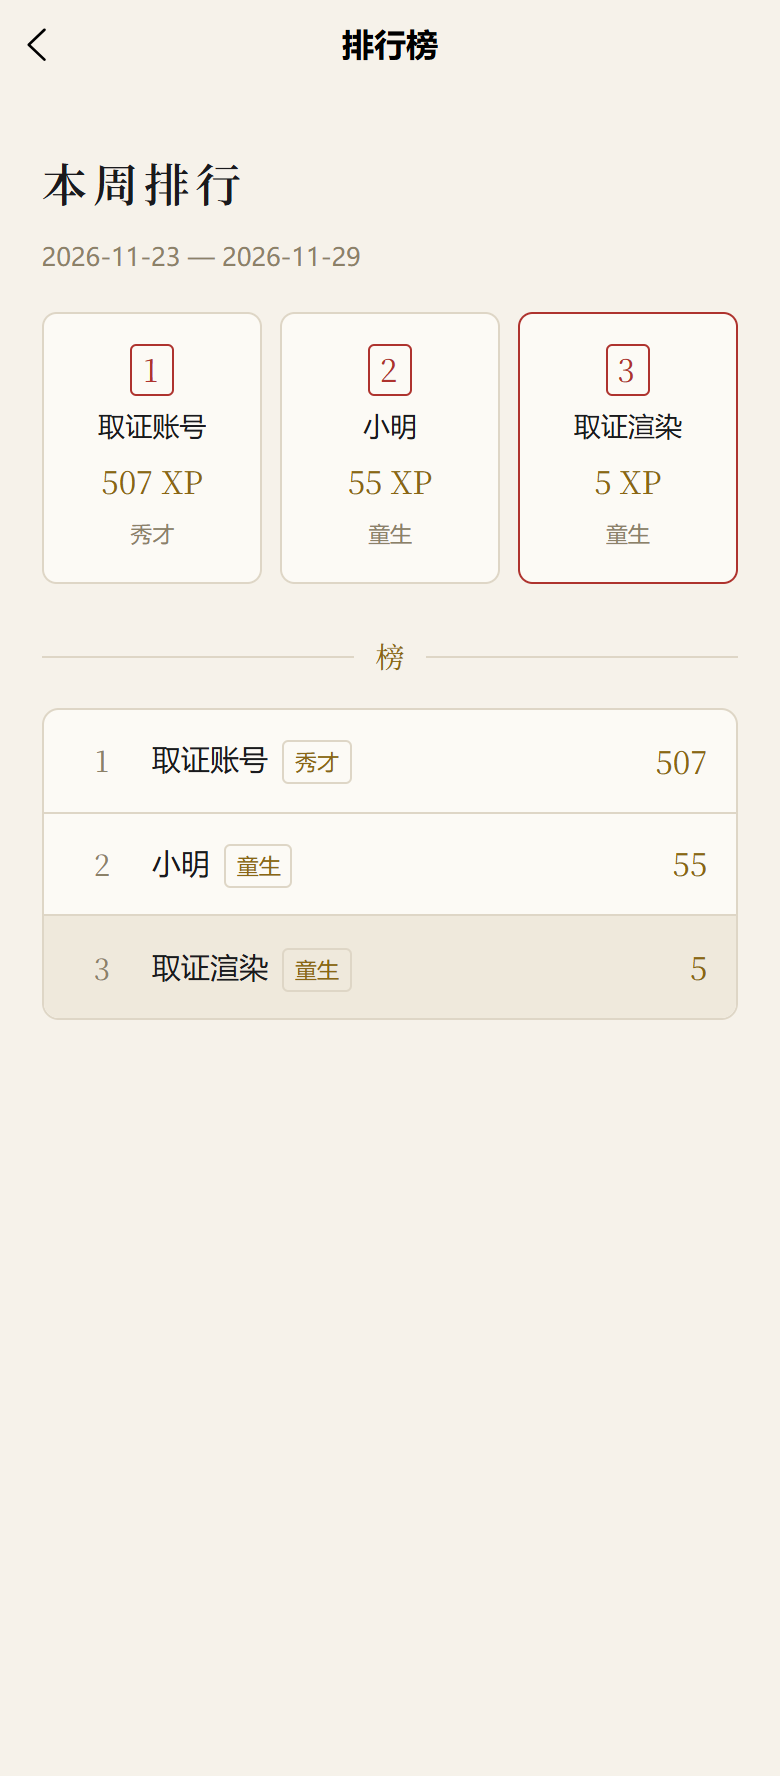 排行榜
本周排行
2026-11-23 — 2026-11-29
1
取证账号
507 XP
秀才
2
小明
55 XP
童生
3
取证渲染
5 XP
童生
榜
1 取证账号 秀才 507
2 小明 童生 55
3 取证渲染 童生 5